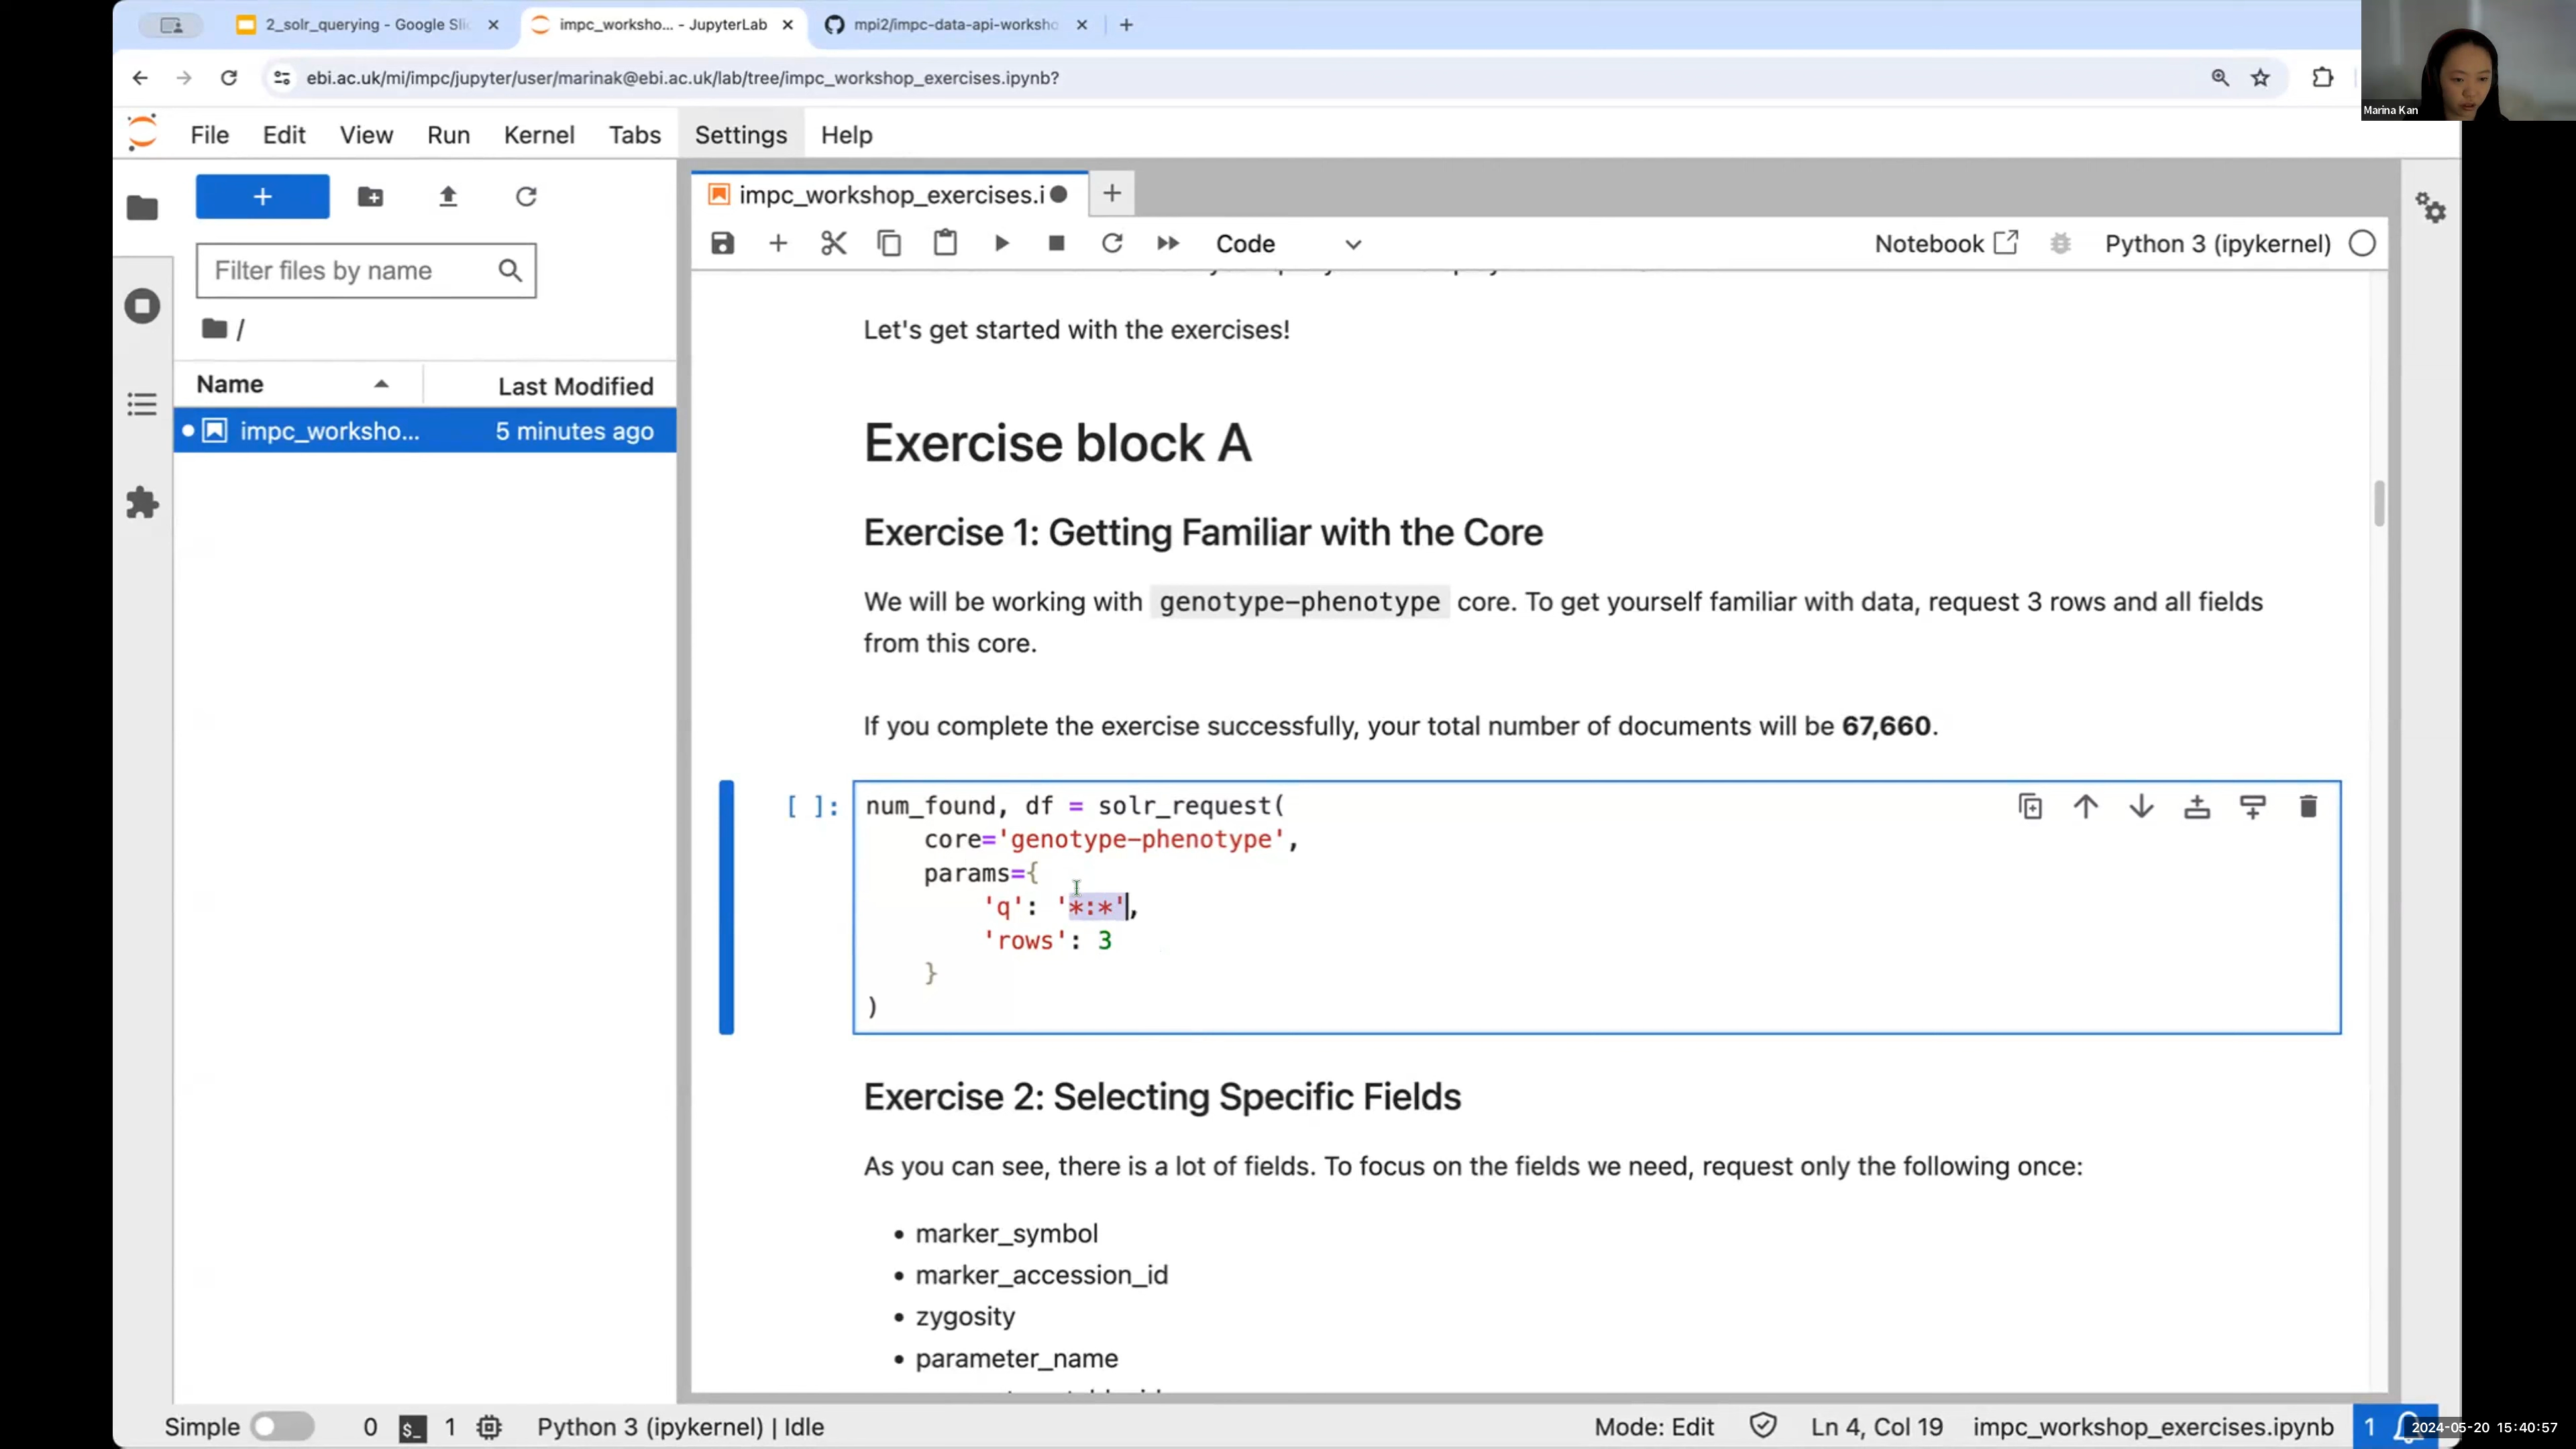 2_solr_querying - Google Sli
impc_worksho... - JupyterLab
mpi2/impc-data-api-worksho
ebi.ac.uk/mi/impc/jupyter/user/marinak@ebi.ac.uk/lab/tree/impc_workshop_exercises.ipynb?
Marina Kan
File Edit View Run Kernel Tabs Settings Help
impc_workshop_exercises.i
Code
Notebook
Python 3 (ipykernel)
Filter files by name
/
Name
Last Modified
impc_worksho...
5 minutes ago
Let's get started with the exercises!
Exercise block A
Exercise 1: Getting Familiar with the Core
We will be working with genotype-phenotype core. To get yourself familiar with data, request 3 rows and all fields
from this core.
If you complete the exercise successfully, your total number of documents will be 67,660.
[ ]:
num_found, df = solr_request(
core='genotype-phenotype',
params={
'q': '*:*',
'rows': 3
}
)
Exercise 2: Selecting Specific Fields
As you can see, there is a lot of fields. To focus on the fields we need, request only the following once:
• marker_symbol
• marker_accession_id
• zygosity
• parameter_name
Simple
0
$_
1
Python 3 (ipykernel) | Idle
Mode: Edit
Ln 4, Col 19
impc_workshop_exercises.ipynb
1
2024-05-20 15:40:57